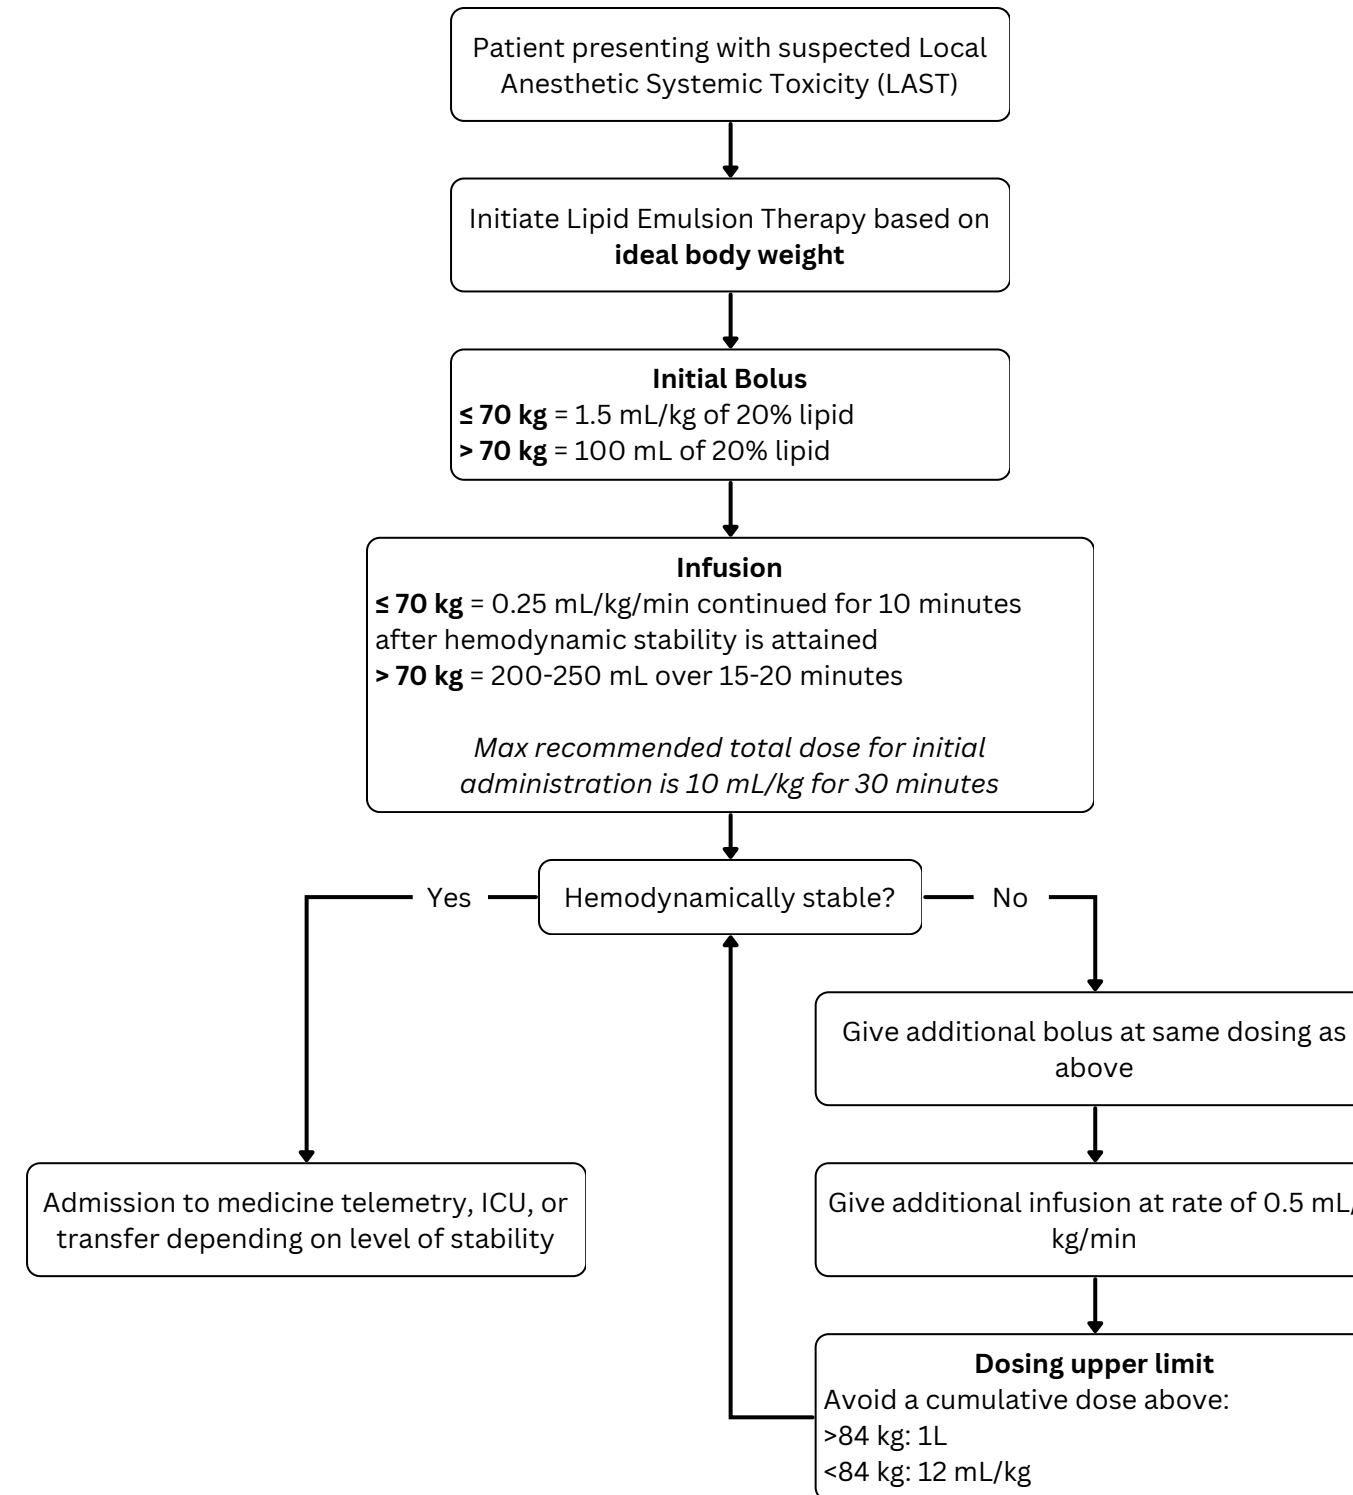 Patient presenting with suspected Local
Anesthetic Systemic Toxicity (LAST)
Initiate Lipid Emulsion Therapy based on
ideal body weight
Initial Bolus
≤ 70 kg = 1.5 mL/kg of 20% lipid
> 70 kg = 100 mL of 20% lipid
Infusion
≤ 70 kg = 0.25 mL/kg/min continued for 10 minutes
after hemodynamic stability is attained
> 70 kg = 200-250 mL over 15-20 minutes
Max recommended total dose for initial
administration is 10 mL/kg for 30 minutes
Hemodynamically stable?
Yes
No
Give additional bolus at same dosing as
above
Admission to medicine telemetry, ICU, or
transfer depending on level of stability
Give additional infusion at rate of 0.5 mL/
kg/min
Dosing upper limit
Avoid a cumulative dose above:
>84 kg: 1L
<84 kg: 12 mL/kg